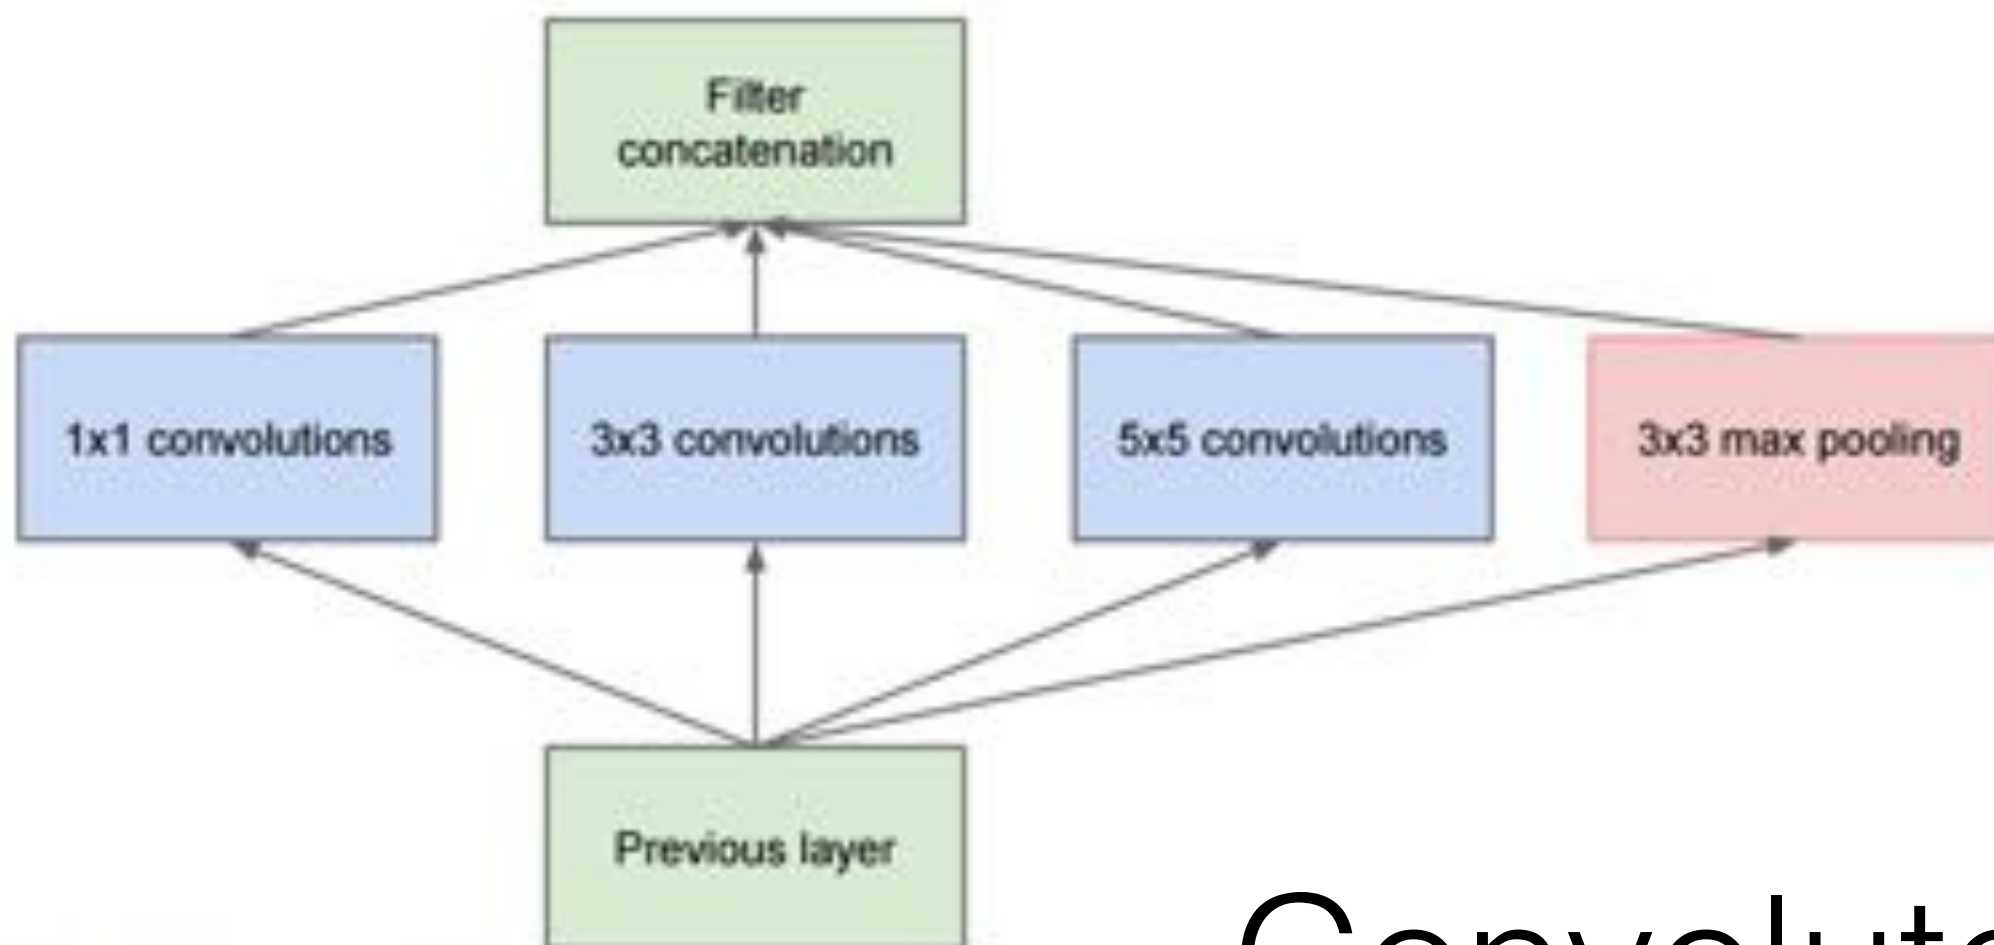 Filter
concatenation
1x1 convolutions
3x3 convolutions
5x5 convolutions
3x3 max pooling
Previous layer